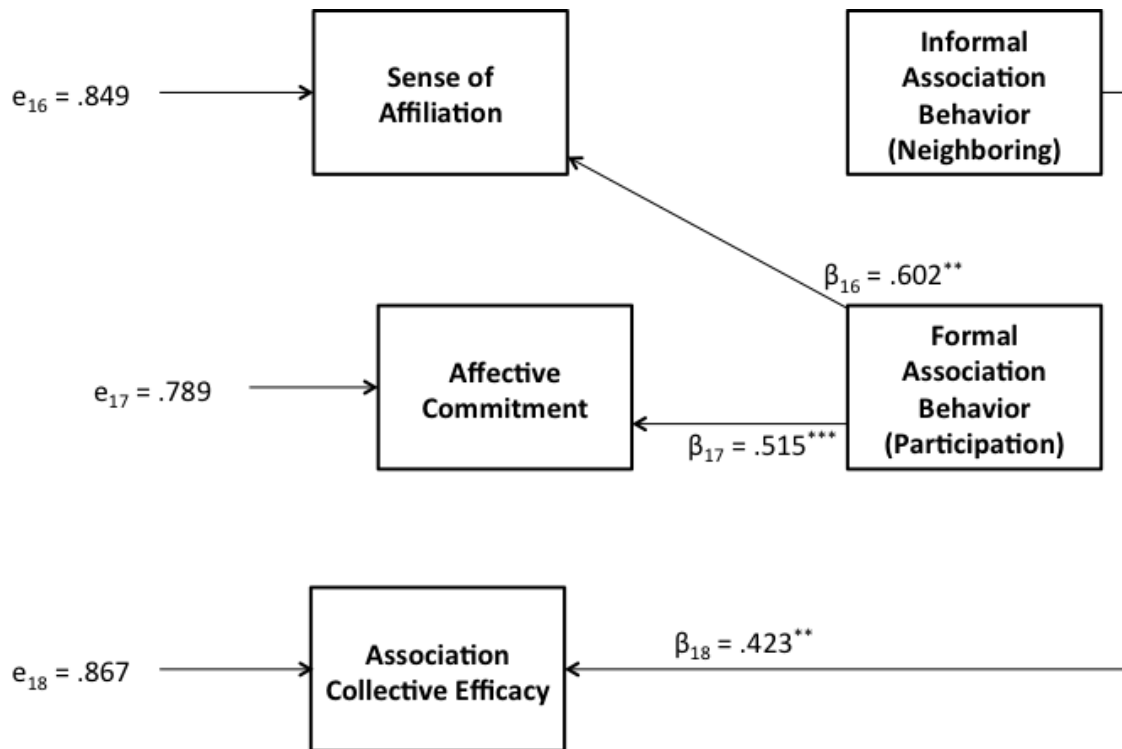 Sense of
Affiliation
Informal
Association
Behavior
(Neighboring)
e16 = .849
β16 = .602**
Affective
Commitment
Formal
Association
Behavior
(Participation)
e17 = .789
β17 = .515***
Association
Collective Efficacy
β18 = .423**
e18 = .867